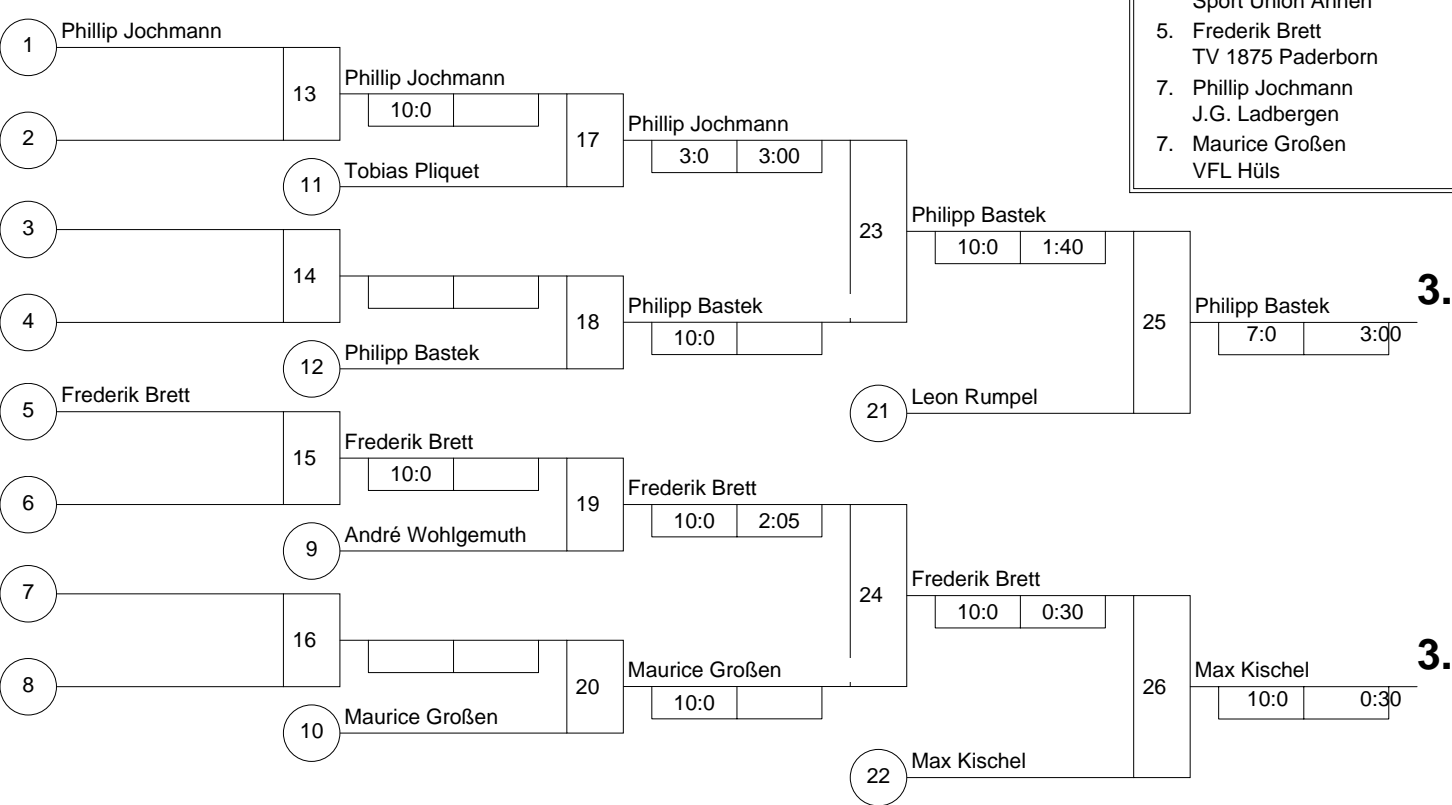 Sport Union Annen
5. Frederik Brett
TV 1875 Paderborn
7. Phillip Jochmann
J.G. Ladbergen
7. Maurice Großen
VFL Hüls
1 Phillip Jochmann
13
Phillip Jochmann
10:0
2
17
Phillip Jochmann
3:0 3:00
11 Tobias Pliquet
3
23
Philipp Bastek
10:0 1:40
14
4
18
Philipp Bastek
10:0
12 Philipp Bastek
25
Philipp Bastek
7:0 3:00
3.
5 Frederik Brett
21 Leon Rumpel
15
Frederik Brett
10:0
6
19
Frederik Brett
10:0 2:05
9 André Wohlgemuth
7
24
Frederik Brett
10:0 0:30
16
8
20
Maurice Großen
10:0
10 Maurice Großen
26
Max Kischel
10:0 0:30
3.
22 Max Kischel